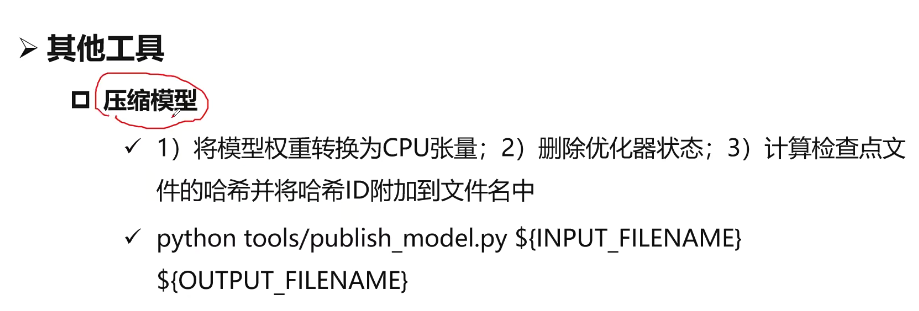 其他工具
压缩模型
1）将模型权重转换为CPU张量；2）删除优化器状态；3）计算检查点文
件的哈希并将哈希ID附加到文件名中
python tools/publish_model.py ${INPUT_FILENAME}
${OUTPUT_FILENAME}